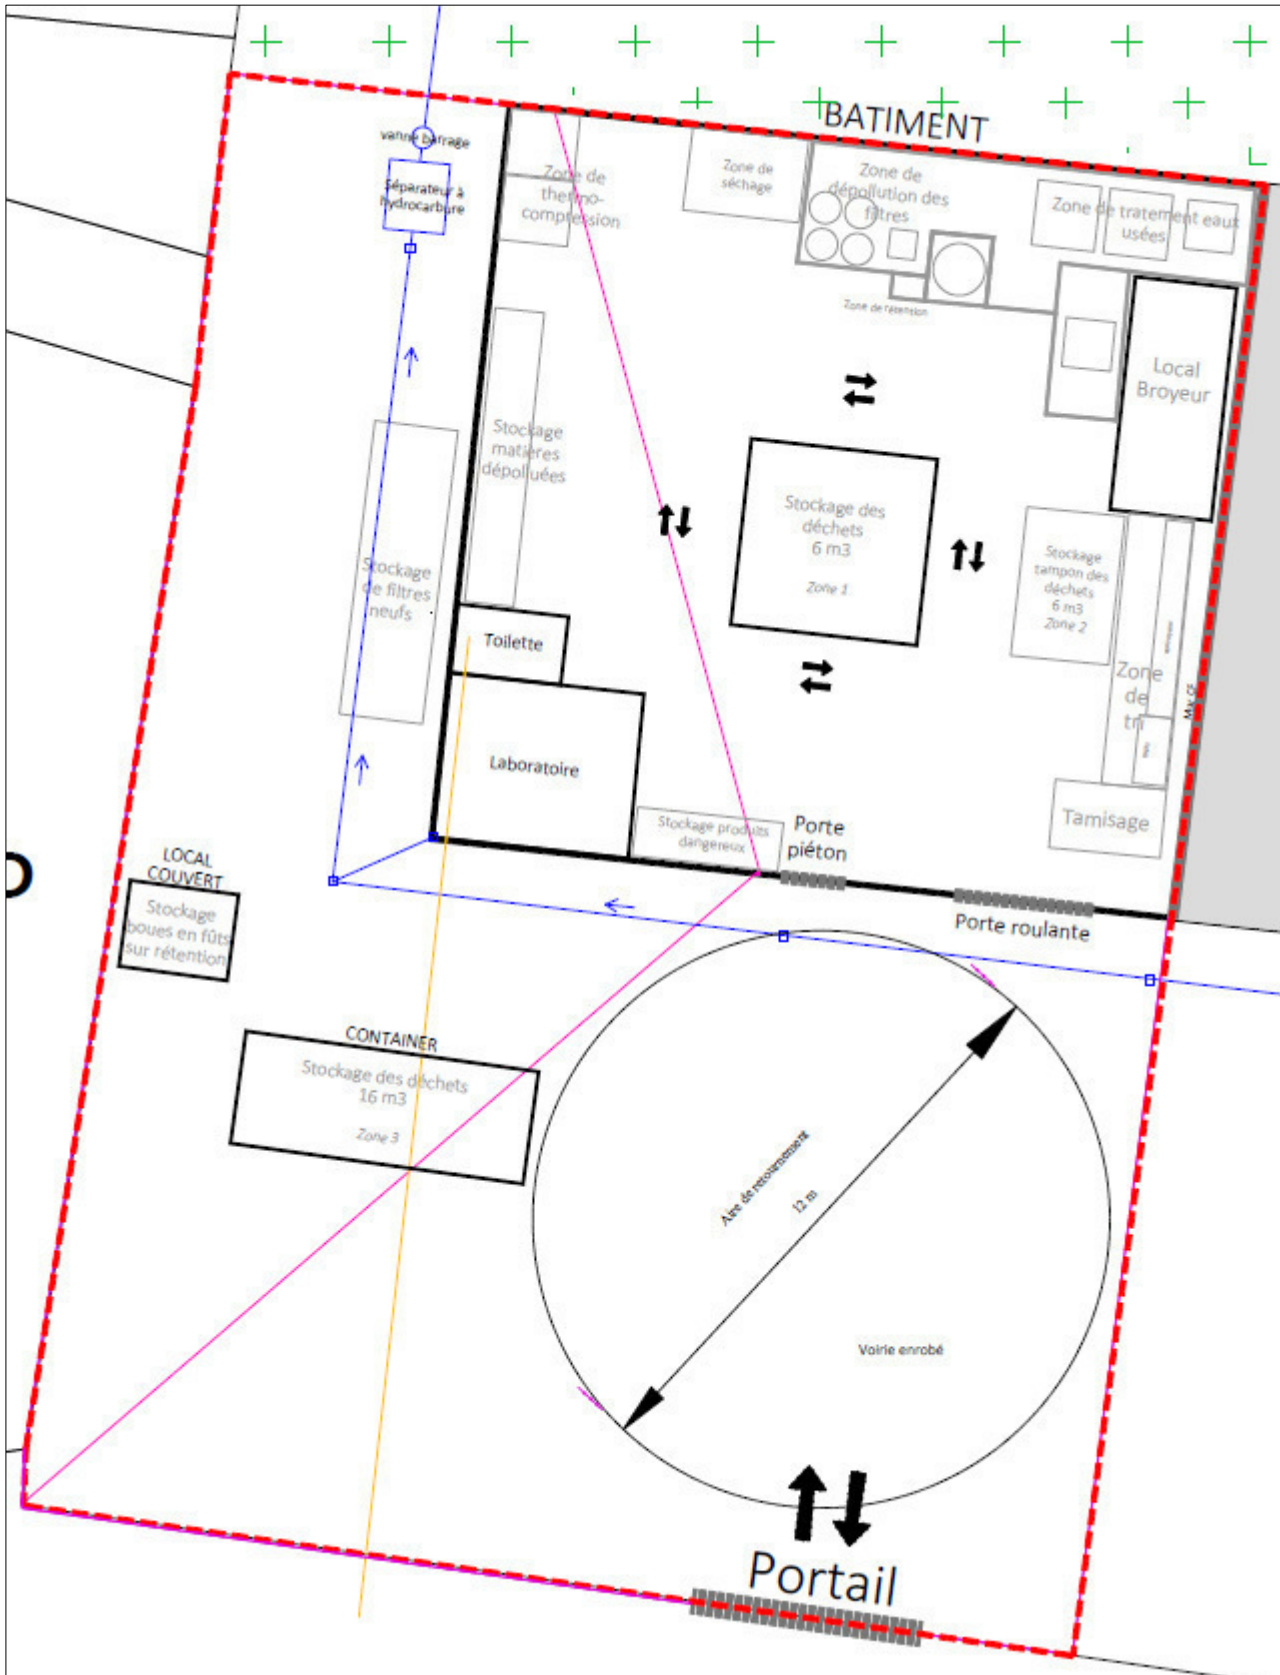 BATIMENT
vanne barrage
Séparateur à
hydrocarbure
Zone de
thermo-
compression
Zone de
séchage
Zone de
dépollution des
filtres
Zone de tratement eaux
usées
Zone de rétension
Local
Broyeur
Stockage
matières
dépolluées
Stockage des
déchets
6 m3
Zone 1
Stockage
tampon des
déchets
6 m3
Zone 2
Stockage
de filtres
neufs
Toilette
Zone
de
tri
Mur CF
Laboratoire
Stockage produits
dangereux
Porte
piéton
Tamisage
LOCAL
COUVERT
Stockage
boues en fûts
sur rétention
Porte roulante
CONTAINER
Stockage des déchets
16 m3
Zone 3
Aire de retournement
12 m
Voirie enrobé
Portail